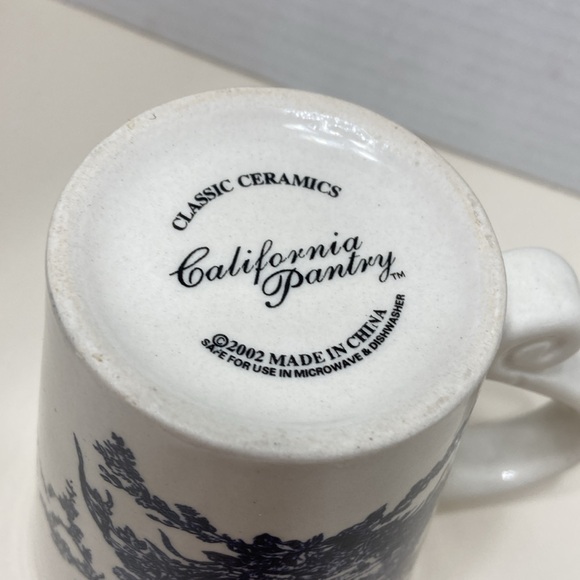 CLASSIC CERAMICS
California
Pantry™
©2002 MADE IN CHINA
SAFE FOR USE IN MICROWAVE & DISHWASHER